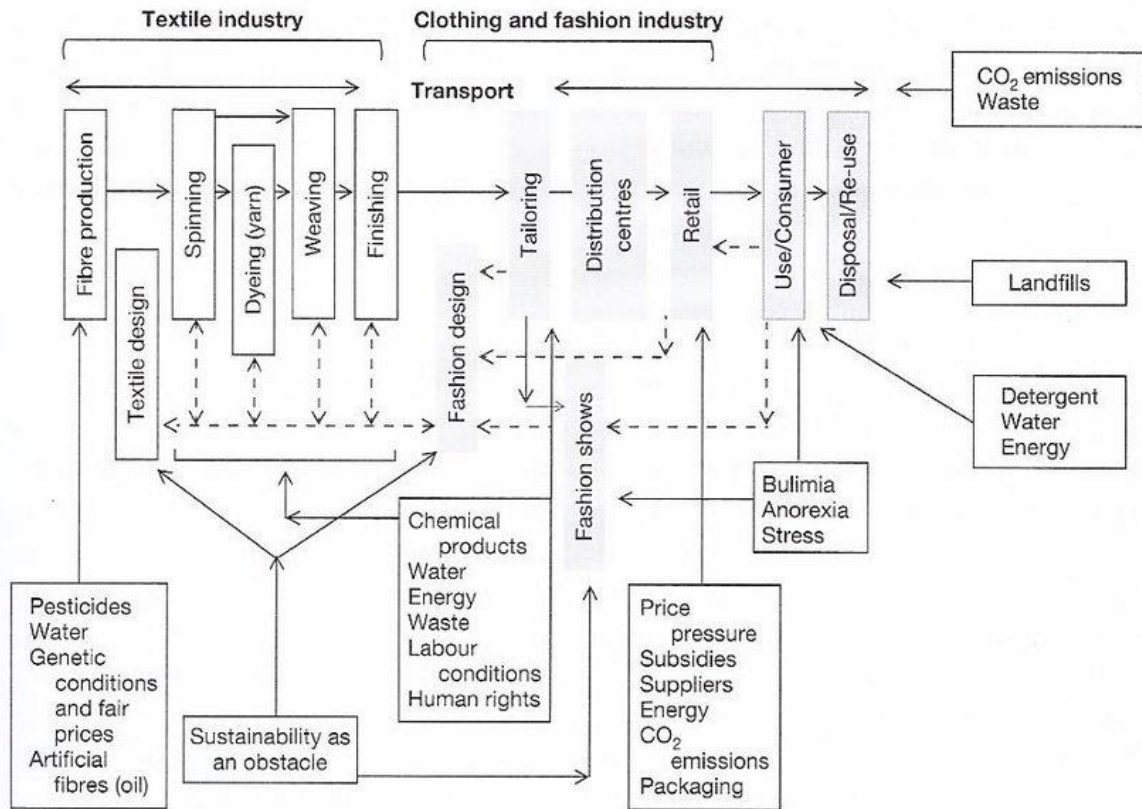 Textile industry
Clothing and fashion industry
Transport
CO₂ emissions
Waste
Fibre production
Textile design
Spinning
Dyeing (yarn)
Weaving
Finishing
Fashion design
Tailoring
Distribution
centres
Fashion shows
Retail
Use/Consumer
Disposal/Re-use
Landfills
Detergent
Water
Energy
Bulimia
Anorexia
Stress
Chemical
products
Water
Energy
Waste
Labour
conditions
Human rights
Price
pressure
Subsidies
Suppliers
Energy
CO₂
emissions
Packaging
Pesticides
Water
Genetic
conditions
and fair
prices
Artificial
fibres (oil)
Sustainability as
an obstacle